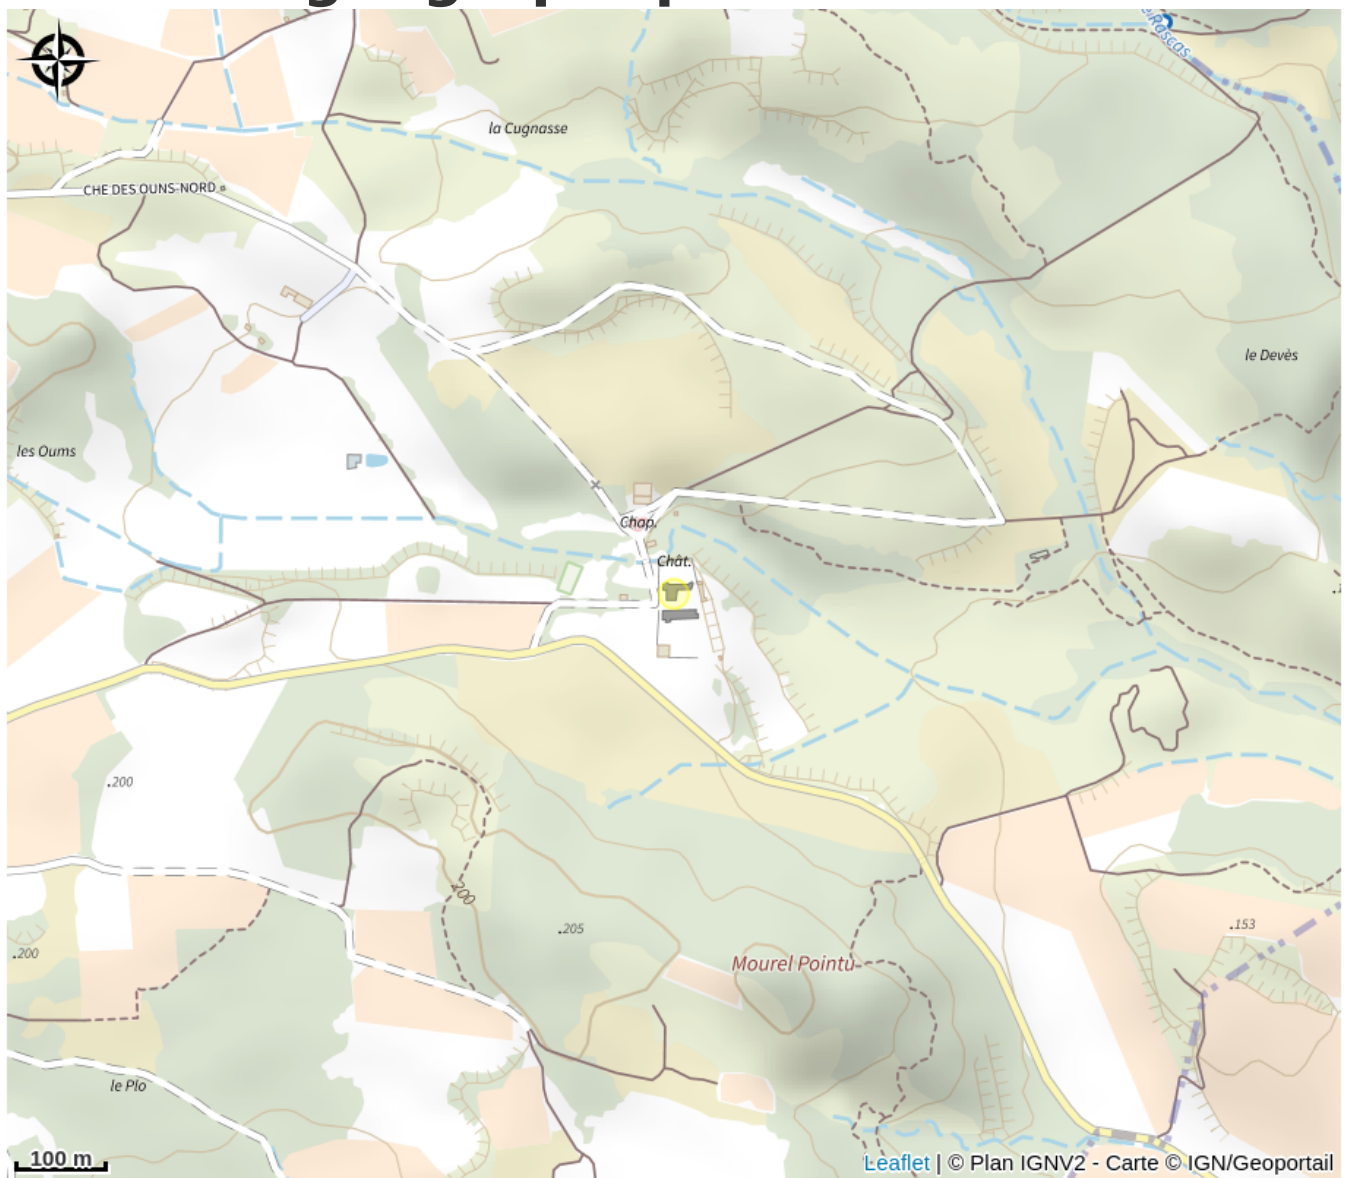 Rascas
la Cugnasse
CHE DES OUNS-NORD
le Devès
les Oums
Chap.
Chât.
.200
200
.205
.153
.200
Mourel Pointu
le Plo
100 m
Leaflet | © Plan IGNV2 - Carte © IGN/Geoportail